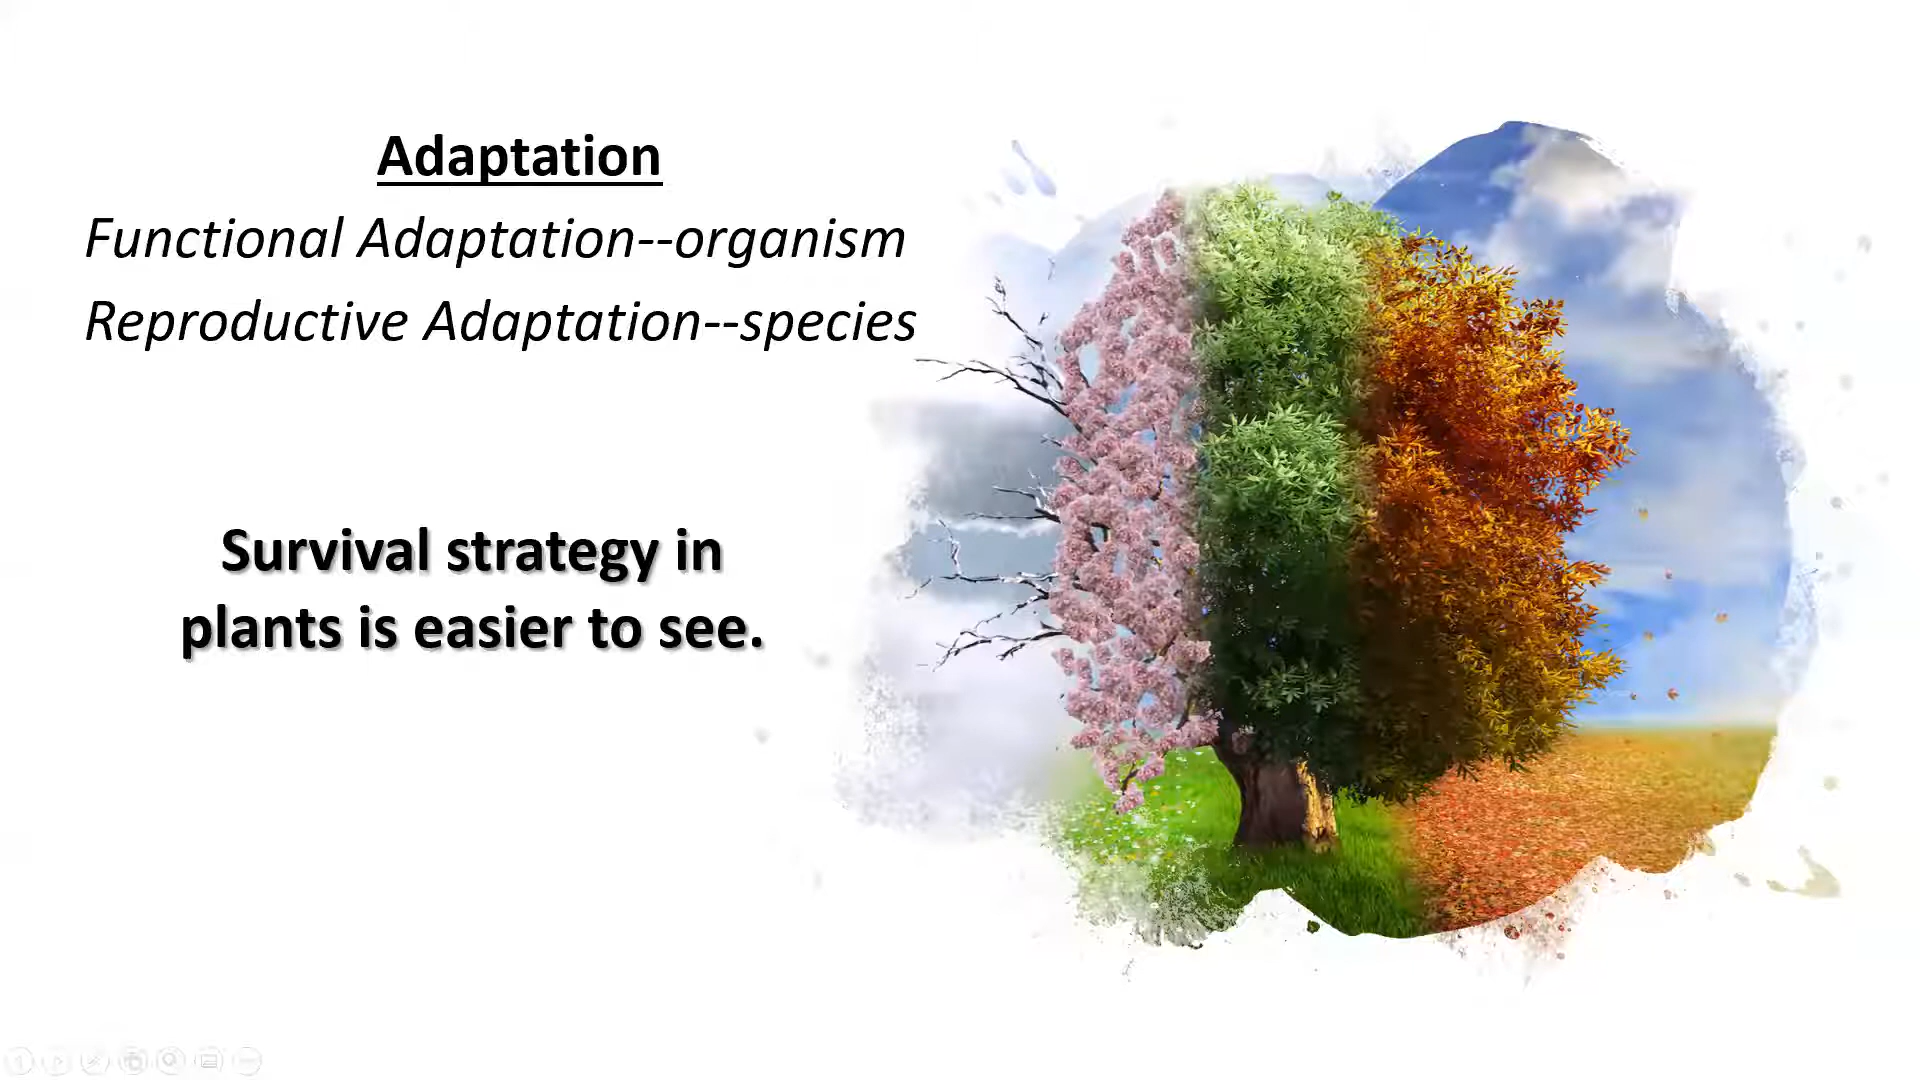 Adaptation
Functional Adaptation--organism
Reproductive Adaptation--species
Survival strategy in
plants is easier to see.